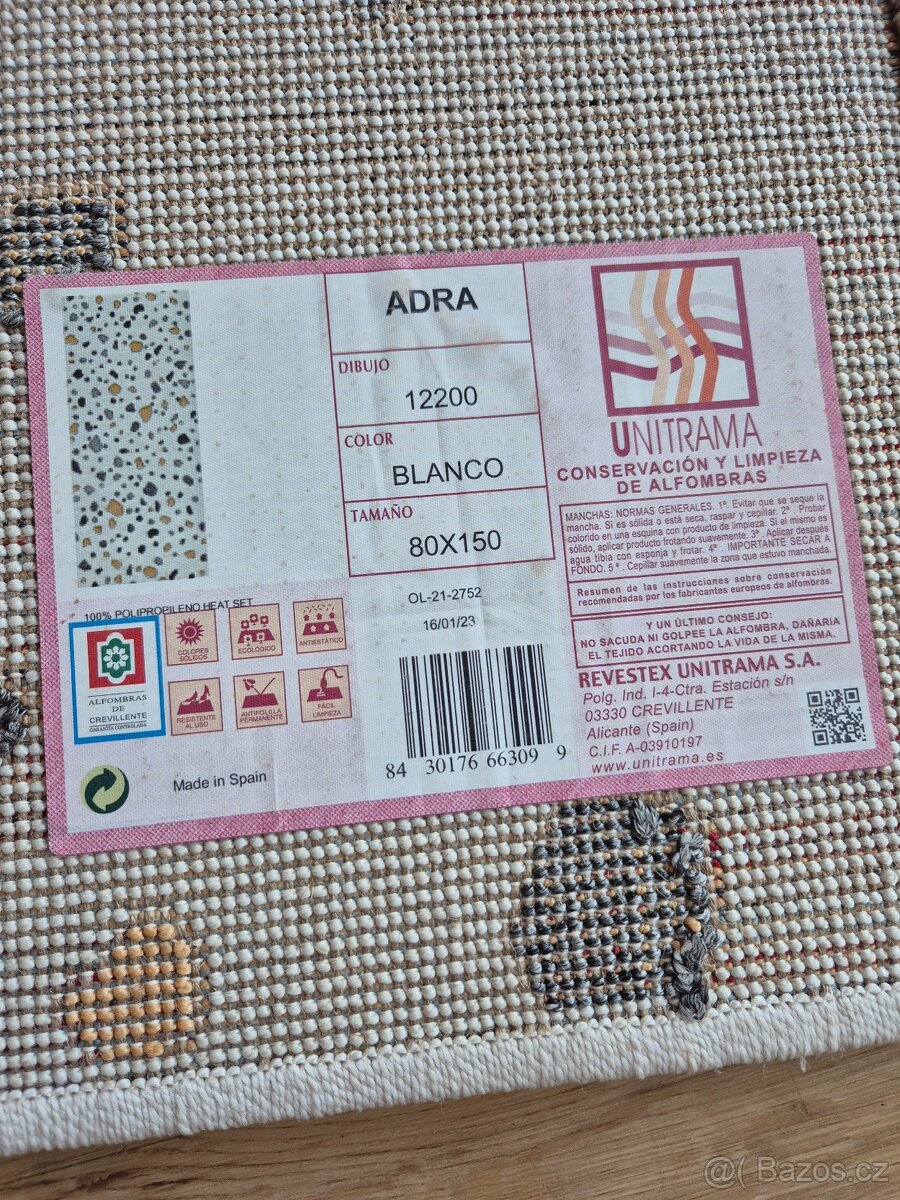 ADRA
DIBUJO
12200
COLOR
BLANCO
TAMAÑO
80X150
OL-21-2752
16/01/23
84 30176 66309 9
100% POLIPROPILENO HEAT SET
ALFOMBRAS
DE
CREVILLENTE
GARANTÍA CONTROLADA
COLORES
SÓLIDOS
ECOLÓGICO
ANTIESTÁTICO
RESISTENTE
AL USO
ANTIPOLILLA
PERMANENTE
FÁCIL
LIMPIEZA
Made in Spain
UNITRAMA
CONSERVACIÓN Y LIMPIEZA
DE ALFOMBRAS
MANCHAS: NORMAS GENERALES. 1ª. Evitar que se seque la
mancha. Si es sólida o está seca, raspar y cepillar. 2ª . Probar
colorido en una esquina con producto de limpieza. Si el mismo es
sólido, aplicar producto frotando suavemente. 3ª . Aplicar después
agua tibia con esponja y frotar. 4ª . IMPORTANTE SECAR A
FONDO. 5ª . Cepillar suavemente la zona que estuvo manchada.
Resumen de las instrucciones sobre conservación
recomendadas por los fabricantes europeos de alfombras.
Y UN ÚLTIMO CONSEJO:
NO SACUDA NI GOLPEE LA ALFOMBRA, DAÑARIA
EL TEJIDO ACORTANDO LA VIDA DE LA MISMA.
REVESTEX UNITRAMA S.A.
Polg. Ind. I-4-Ctra. Estación s/n
03330 CREVILLENTE
Alicante (Spain)
C.I.F. A-03910197
www.unitrama.es
@( Bazos.cz